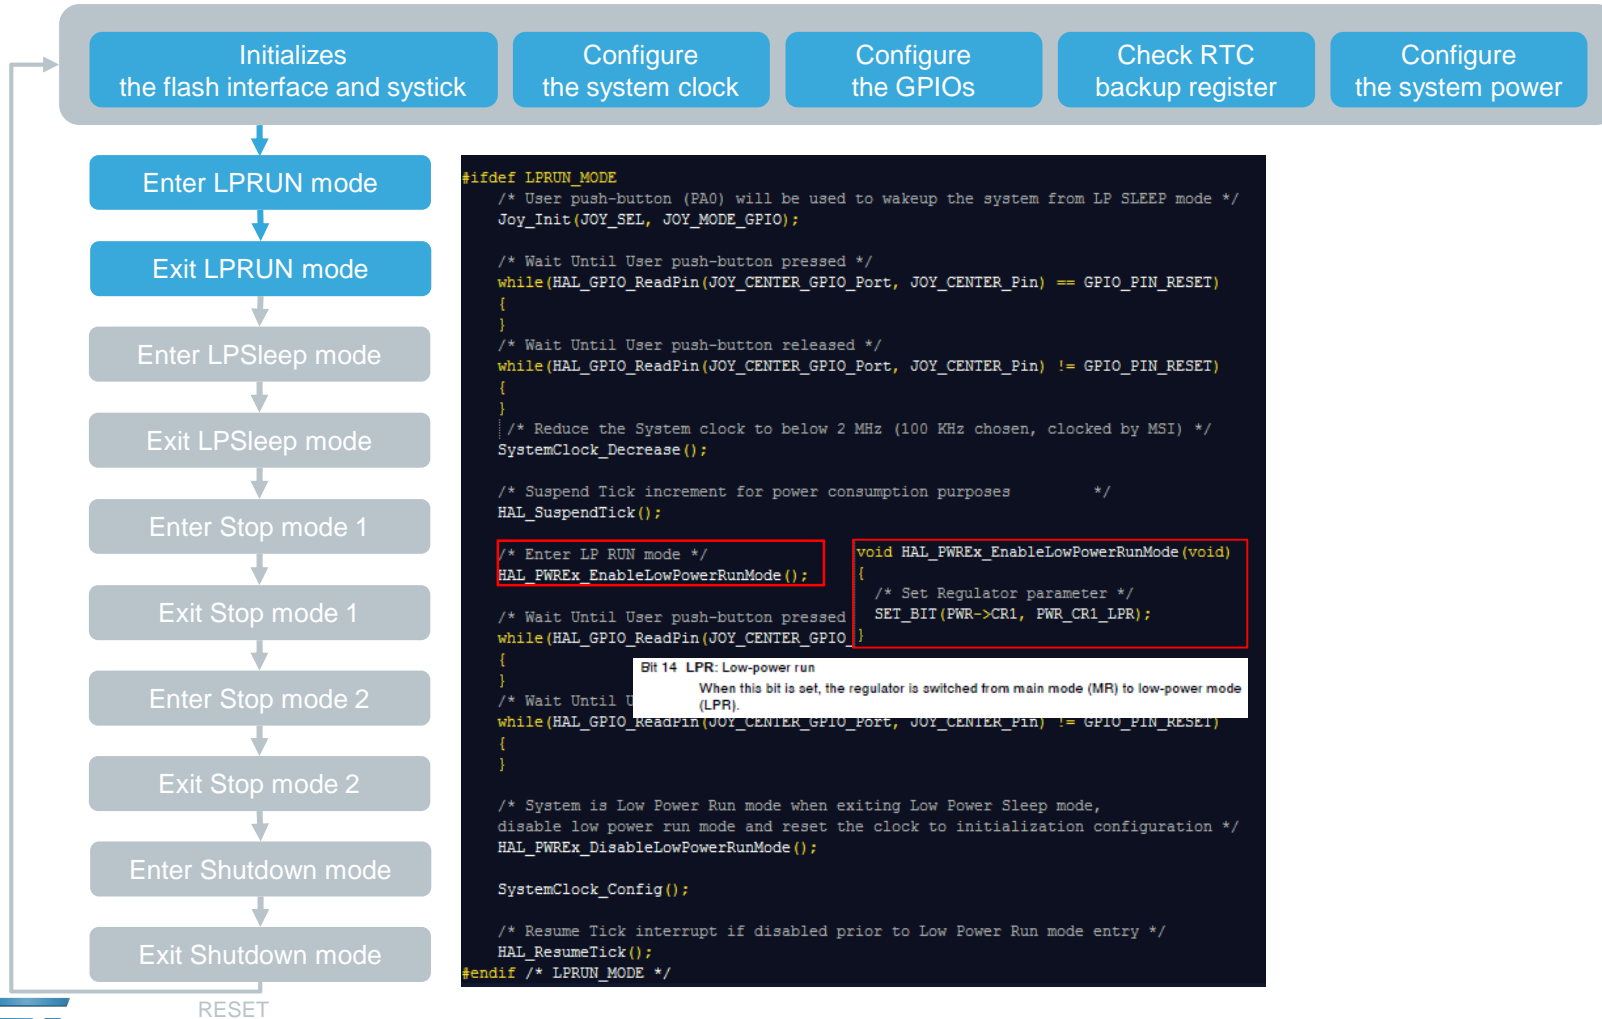 Initializes
the flash interface and systick
Configure
the system clock
Configure
the GPIOs
Check RTC
backup register
Configure
the system power
Enter LPRUN mode
Exit LPRUN mode
Enter LPSleep mode
Exit LPSleep mode
Enter Stop mode 1
Exit Stop mode 1
Enter Stop mode 2
Exit Stop mode 2
Enter Shutdown mode
Exit Shutdown mode
RESET
#ifdef LPRUN_MODE
/* User push-button (PA0) will be used to wakeup the system from LP SLEEP mode */
Joy_Init(JOY_SEL, JOY_MODE_GPIO);
/* Wait Until User push-button pressed */
while(HAL_GPIO_ReadPin(JOY_CENTER_GPIO_Port, JOY_CENTER_Pin) == GPIO_PIN_RESET)
{
}
/* Wait Until User push-button released */
while(HAL_GPIO_ReadPin(JOY_CENTER_GPIO_Port, JOY_CENTER_Pin) != GPIO_PIN_RESET)
{
}
/* Reduce the System clock to below 2 MHz (100 KHz chosen, clocked by MSI) */
SystemClock_Decrease();
/* Suspend Tick increment for power consumption purposes */
HAL_SuspendTick();
/* Enter LP RUN mode */
HAL_PWREx_EnableLowPowerRunMode();
/* Wait Until User push-button pressed
while(HAL_GPIO_ReadPin(JOY_CENTER_GPIO_
{
}
/* Wait Until U
while(HAL_GPIO_ReadPin(JOY_CENTER_GPIO_Port, JOY_CENTER_Pin) != GPIO_PIN_RESET)
{
}
/* System is Low Power Run mode when exiting Low Power Sleep mode,
disable low power run mode and reset the clock to initialization configuration */
HAL_PWREx_DisableLowPowerRunMode();
SystemClock_Config();
/* Resume Tick interrupt if disabled prior to Low Power Run mode entry */
HAL_ResumeTick();
#endif /* LPRUN_MODE */
void HAL_PWREx_EnableLowPowerRunMode(void)
{
/* Set Regulator parameter */
SET_BIT(PWR->CR1, PWR_CR1_LPR);
}
Bit 14 LPR: Low-power run
When this bit is set, the regulator is switched from main mode (MR) to low-power mode
(LPR).